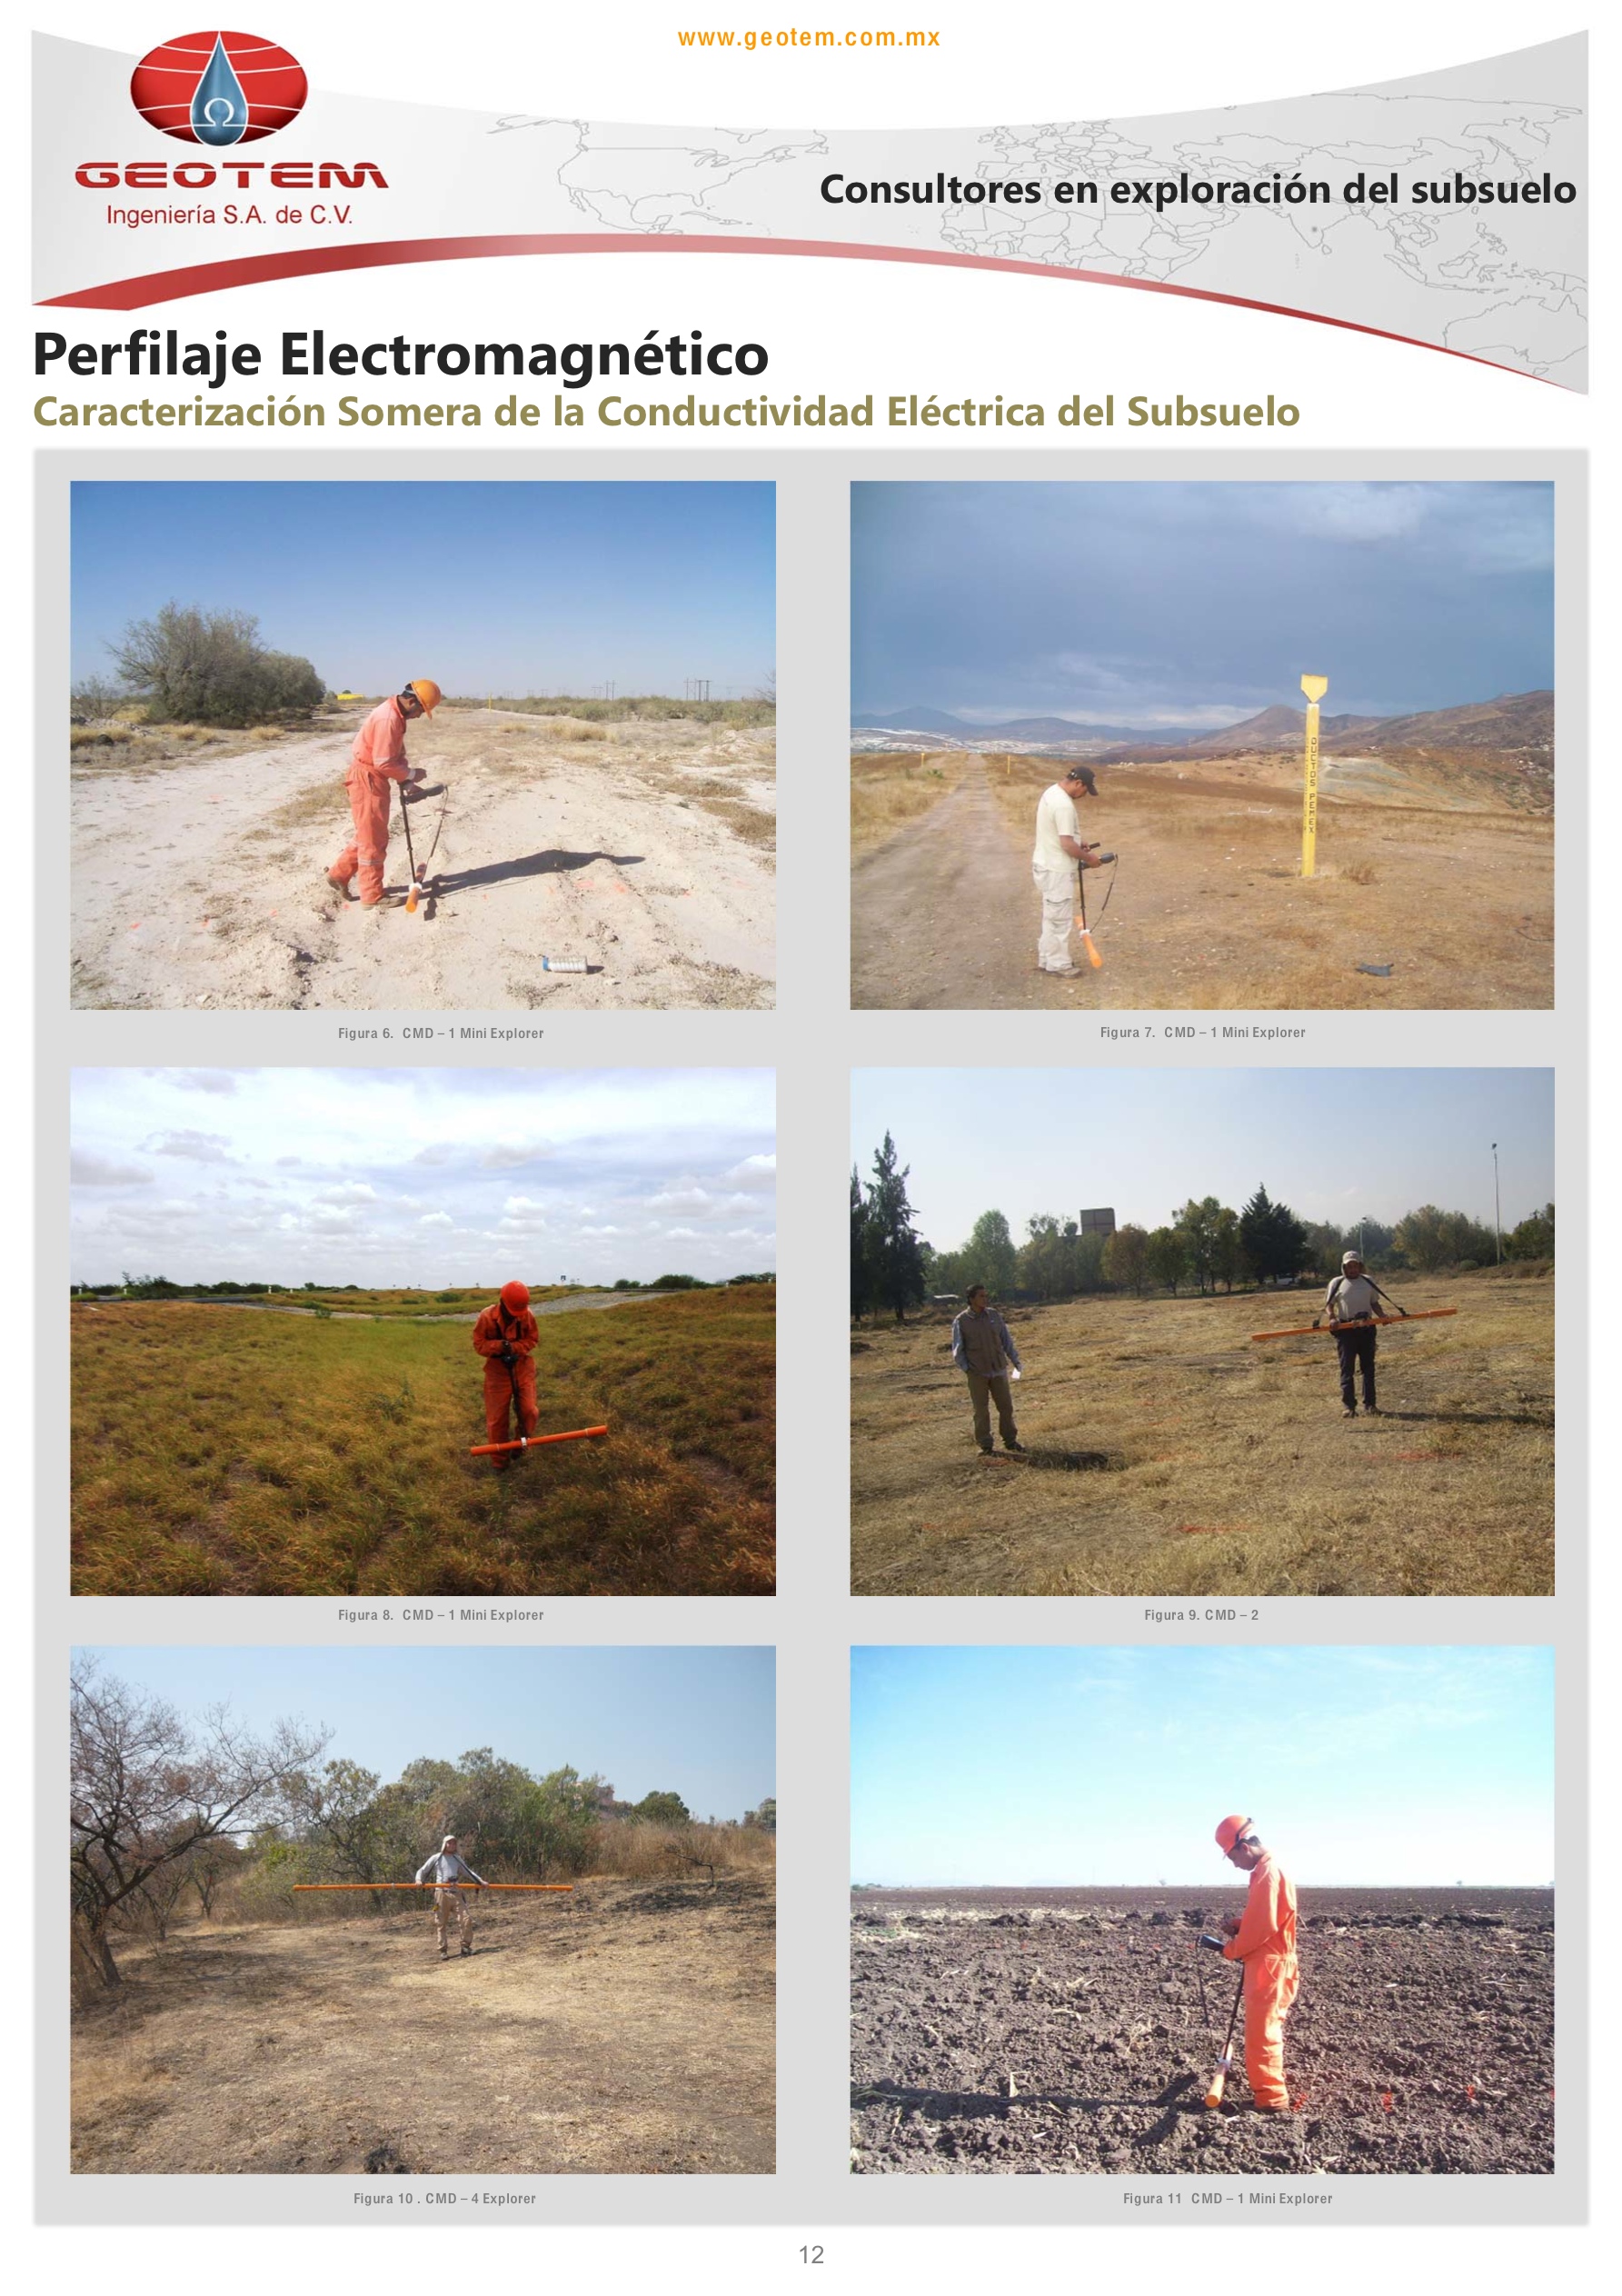 www.geotem.com.mx
Ω
GEOTEM
Ingeniería S.A. de C.V.
Consultores en exploración del subsuelo
Perfilaje Electromagnético
Caracterización Somera de la Conductividad Eléctrica del Subsuelo
DUCTOS PEMEX
Figura 6. CMD – 1 Mini Explorer
Figura 7. CMD – 1 Mini Explorer
Figura 8. CMD – 1 Mini Explorer
Figura 9. CMD – 2
Figura 10 . CMD – 4 Explorer
Figura 11 CMD – 1 Mini Explorer
12